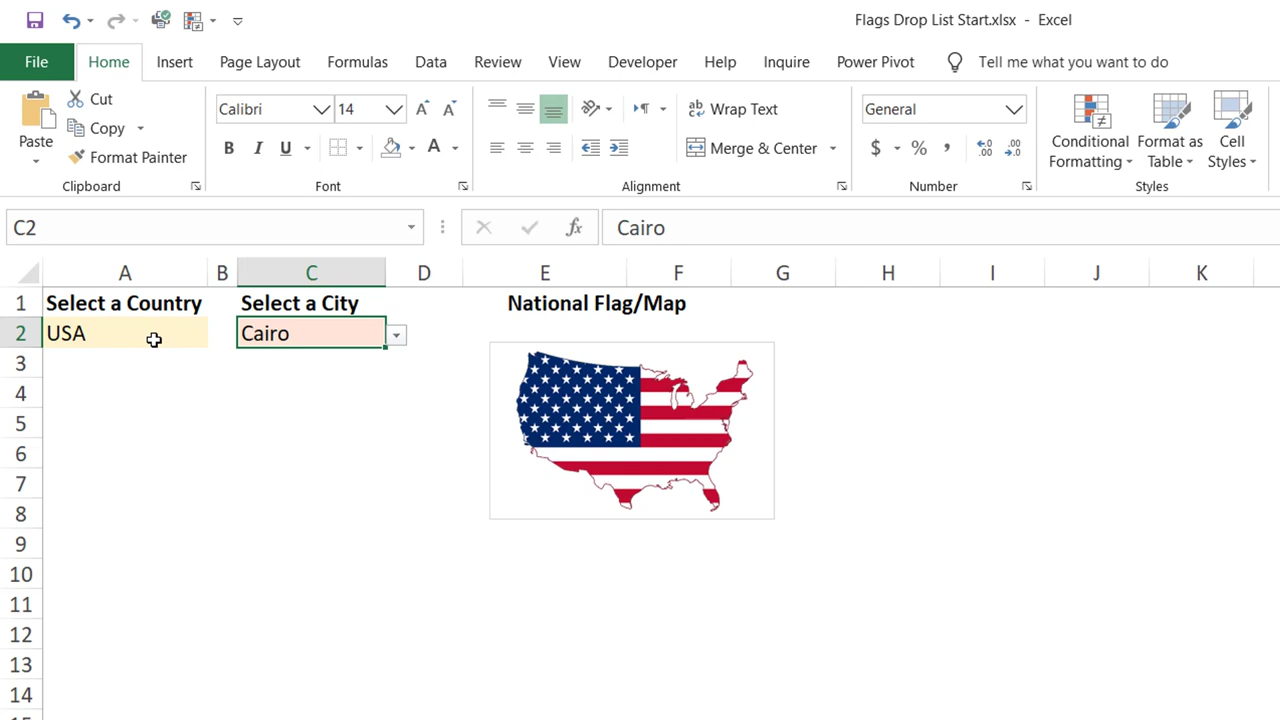 Flags Drop List Start.xlsx - Excel
File Home Insert Page Layout Formulas Data Review View Developer Help Inquire Power Pivot Tell me what you want to do
Paste
Cut
Copy
Format Painter
Clipboard
Calibri 14
B I U A
Font
Wrap Text
Merge & Center
Alignment
General
$ % ,
Number
Conditional Formatting
Format as Table
Cell Styles
Styles
C2 fx Cairo
A B C D E F G H I J K
1 Select a Country Select a City National Flag/Map
2 USA Cairo
3
4
5
6
7
8
9
10
11
12
13
14